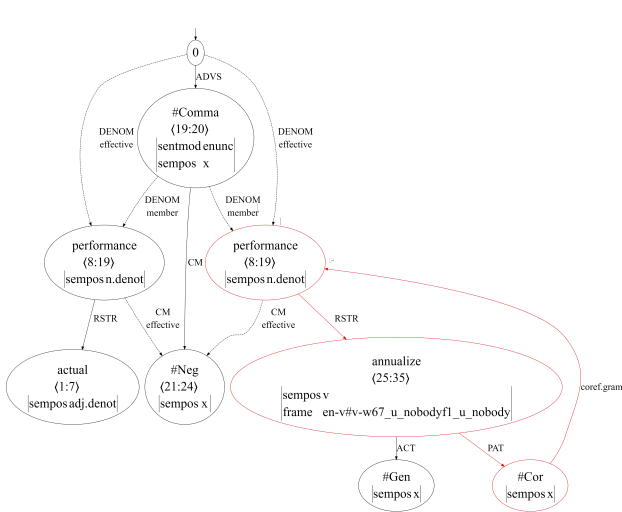 0
ADVS
#Comma
⟨19:20⟩
sentmod enunc
sempos x
DENOM
effective
DENOM
effective
DENOM
member
DENOM
member
performance
⟨8:19⟩
sempos n.denot
CM
performance
⟨8:19⟩
sempos n.denot
RSTR
CM
effective
CM
effective
RSTR
coref.gram
actual
⟨1:7⟩
sempos adj.denot
#Neg
⟨21:24⟩
sempos x
annualize
⟨25:35⟩
sempos v
frame en-v#v-w67_u_nobodyf1_u_nobody
ACT
PAT
#Gen
sempos x
#Cor
sempos x